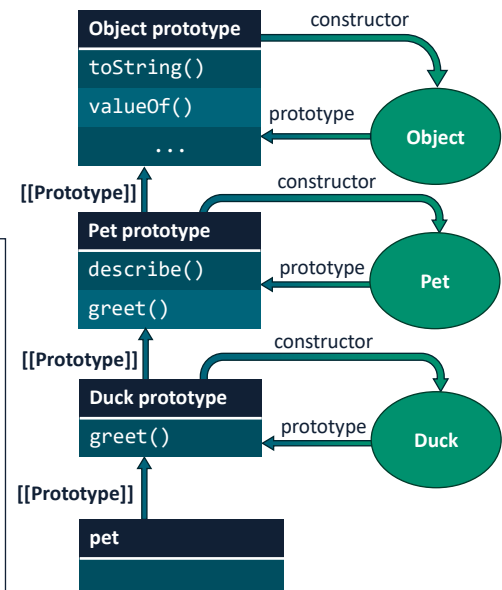 Object prototype
constructor
toString()
valueOf()
prototype
Object
...
[[Prototype]]
constructor
Pet prototype
describe()
prototype
Pet
greet()
[[Prototype]]
constructor
Duck prototype
greet()
prototype
Duck
[[Prototype]]
pet